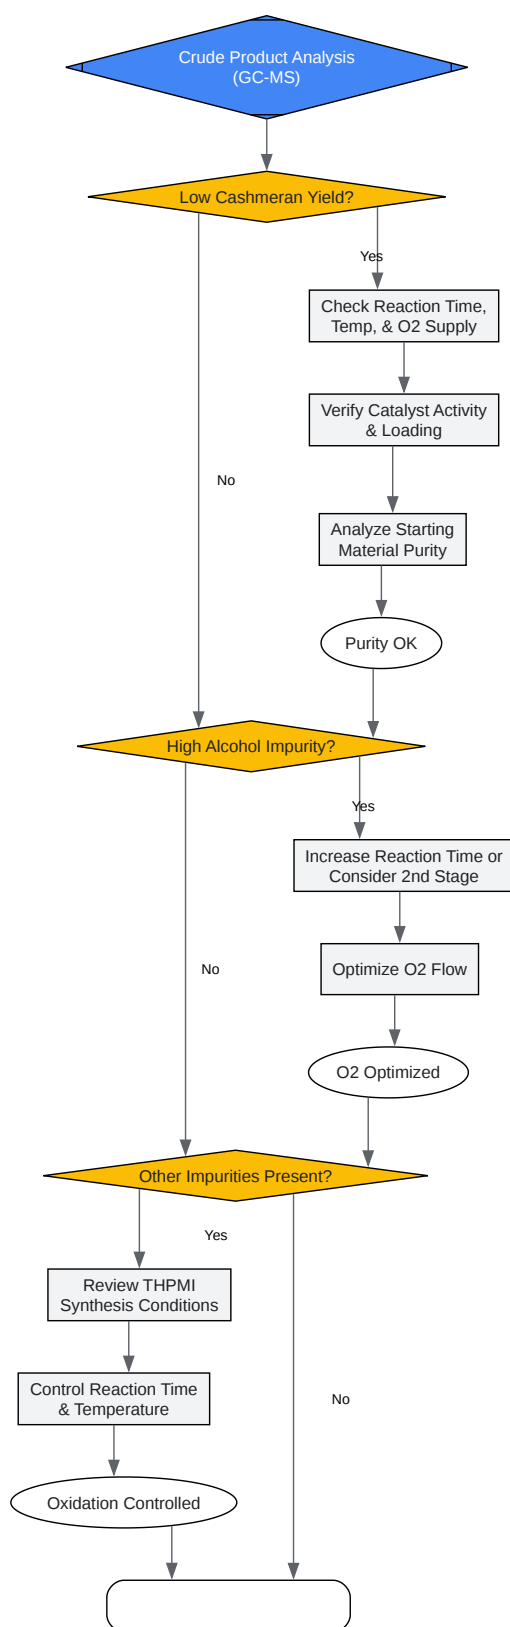 Crude Product Analysis
(GC-MS)
Low Cashmeran Yield?
Yes
Check Reaction Time,
Temp, & O2 Supply
Verify Catalyst Activity
& Loading
No
Analyze Starting
Material Purity
Purity OK
High Alcohol Impurity?
Yes
Increase Reaction Time or
Consider 2nd Stage
No
Optimize O2 Flow
O2 Optimized
Other Impurities Present?
Yes
Review THPMI
Synthesis Conditions
Control Reaction Time
& Temperature
No
Oxidation Controlled